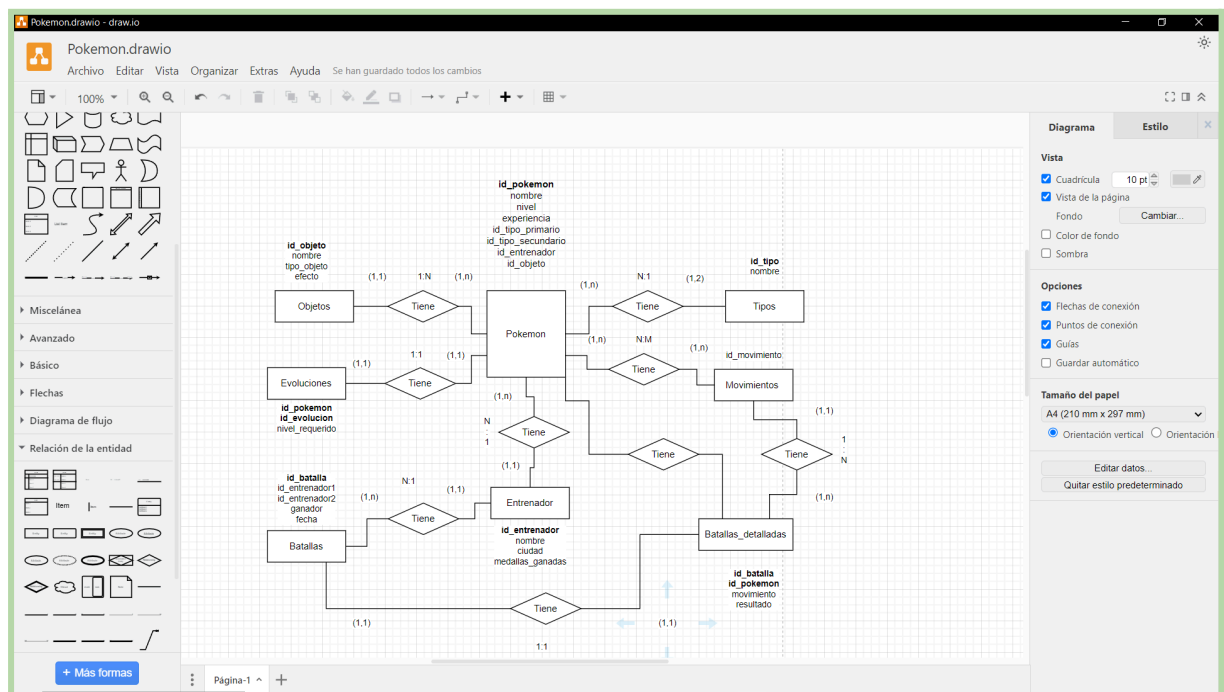 Pokemon.drawio - draw.io
Pokemon.drawio
Archivo Editar Vista Organizar Extras Ayuda Se han guardado todos los cambios
100%
Miscelánea
Avanzado
Básico
Flechas
Diagrama de flujo
Relación de la entidad
Item
+ Más formas
id_pokemon
nombre
nivel
experiencia
id_tipo_primario
id_tipo_secundario
id_entrenador
id_objeto
id_objeto
nombre
tipo_objeto
efecto
(1,1) 1:N (1,n)
Objetos
Tiene
Pokemon
(1,n)
N:1
(1,2)
id_tipo
nombre
Tiene
Tipos
(1,1)
1:1
(1,1)
Evoluciones
Tiene
id_pokemon
id_evolucion
nivel_requerido
(1,n)
N:M
(1,n)
id_movimiento
Tiene
Movimientos
(1,n)
N
:
1
Tiene
(1,1)
Tiene
(1,1)
1
:
N
Tiene
(1,n)
id_batalla
id_entrenador1
id_entrenador2
ganador
fecha
(1,n)
N:1
(1,1)
Batallas
Tiene
Entrenador
id_entrenador
nombre
ciudad
medallas_ganadas
Batallas_detalladas
id_batalla
id_pokemon
movimiento
resultado
Tiene
(1,1)
(1,1)
1:1
Página-1
Diagrama Estilo
Vista
Cuadrícula 10 pt
Vista de la página
Fondo Cambiar...
Color de fondo
Sombra
Opciones
Flechas de conexión
Puntos de conexión
Guías
Guardar automático
Tamaño del papel
A4 (210 mm x 297 mm)
Orientación vertical Orientación
Editar datos...
Quitar estilo predeterminado